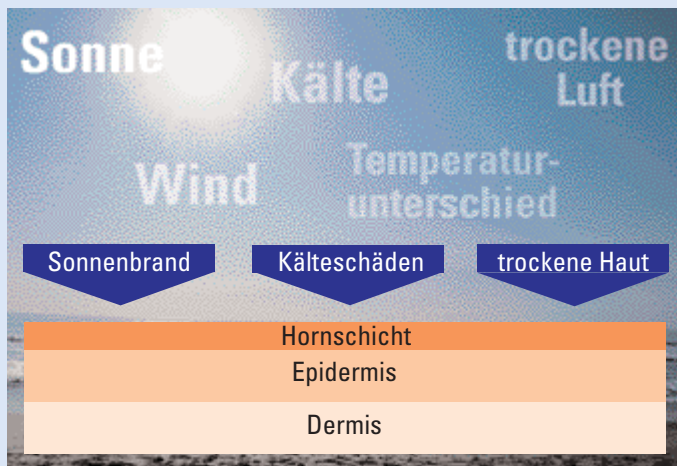 Sonne
Kälte
trockene
Luft
Wind
Temperatur-
unterschied
Sonnenbrand
Kälteschäden
trockene Haut
Hornschicht
Epidermis
Dermis